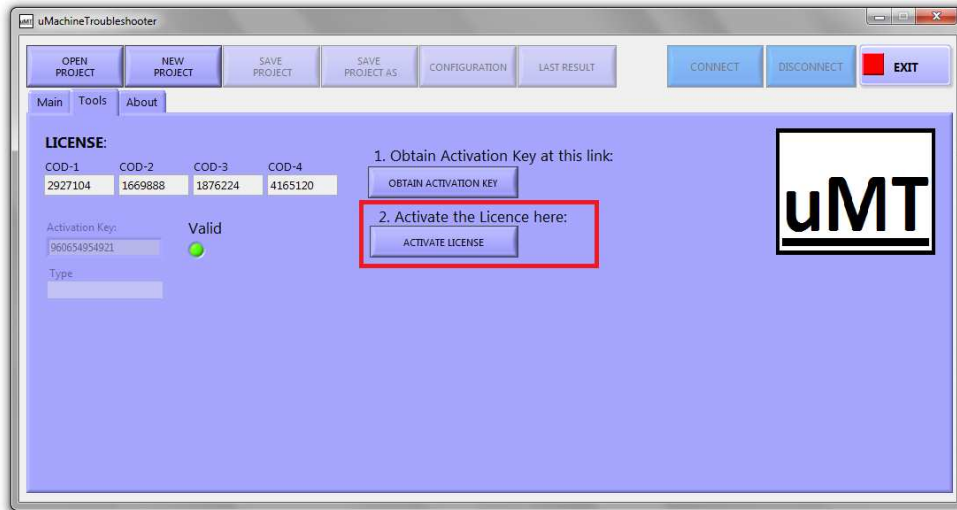 uMT uMachineTroubleshooter
OPEN PROJECT
NEW PROJECT
SAVE PROJECT
SAVE PROJECT AS
CONFIGURATION
LAST RESULT
CONNECT
DISCONNECT
EXIT
Main Tools About
LICENSE:
COD-1 COD-2 COD-3 COD-4
2927104 1669888 1876224 4165120
Activation Key:
960654954921
Valid
Type
1. Obtain Activation Key at this link:
OBTAIN ACTIVATION KEY
2. Activate the Licence here:
ACTIVATE LICENSE
uMT